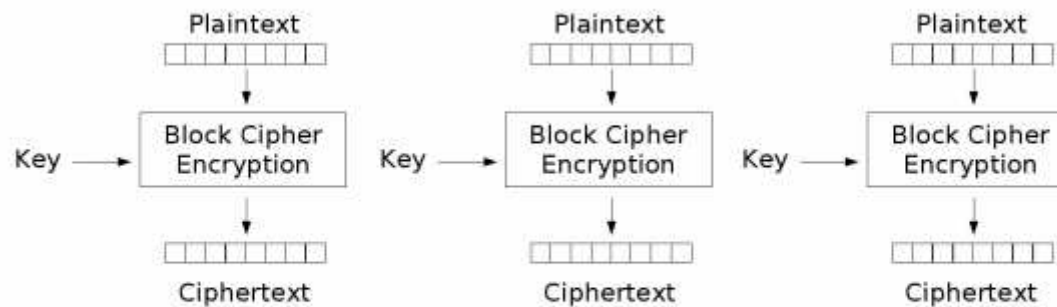 Plaintext
Plaintext
Plaintext
Key
Block Cipher
Encryption
Key
Block Cipher
Encryption
Key
Block Cipher
Encryption
Ciphertext
Ciphertext
Ciphertext